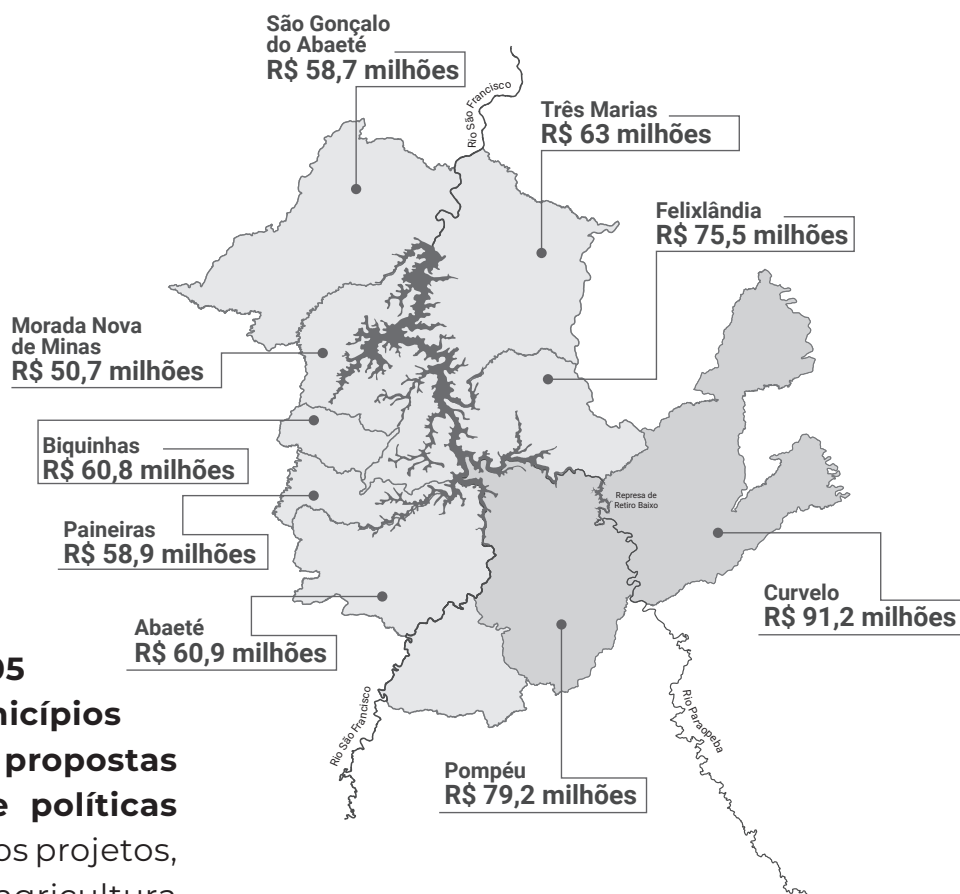 São Gonçalo
do Abaeté
R$ 58,7 milhões
Rio São Francisco
Três Marias
R$ 63 milhões
Felixlândia
R$ 75,5 milhões
Morada Nova
de Minas
R$ 50,7 milhões
Biquinhas
R$ 60,8 milhões
Represa de
Retiro Baixo
Paineiras
R$ 58,9 milhões
Curvelo
R$ 91,2 milhões
Abaeté
R$ 60,9 milhões
Rio São Francisco
Rio Paraopeba
Pompéu
R$ 79,2 milhões
propostas
políticas
projetos,